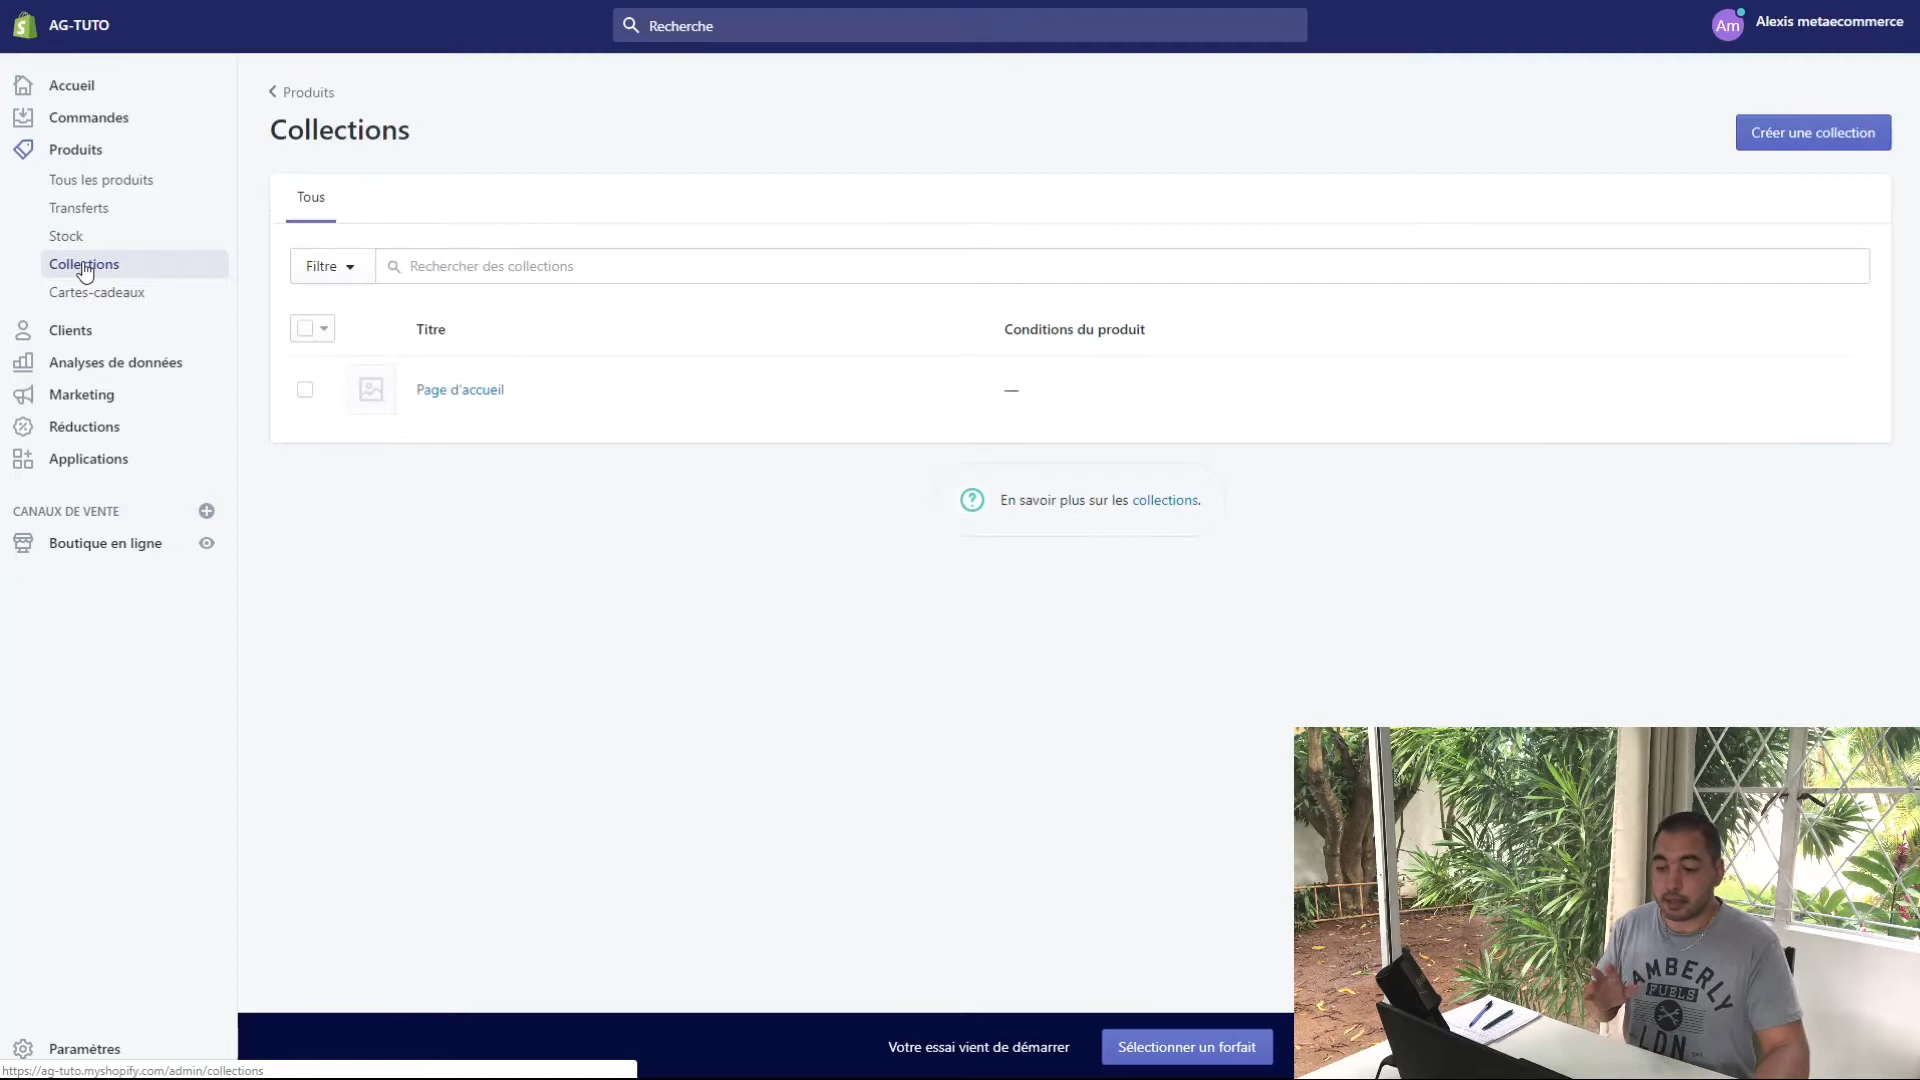 AG-TUTO
Recherche
Am
Alexis metaecommerce
Accueil
Commandes
Produits
Tous les produits
Transferts
Stock
Collections
Cartes-cadeaux
Clients
Analyses de données
Marketing
Réductions
Applications
CANAUX DE VENTE
Boutique en ligne
Paramètres
https://ag-tuto.myshopify.com/admin/collections
Produits
Collections
Créer une collection
Tous
Filtre
Rechercher des collections
Titre
Conditions du produit
Page d'accueil
—
En savoir plus sur les collections.
Votre essai vient de démarrer
Sélectionner un forfait
AMBERLY
FUELS
LDN